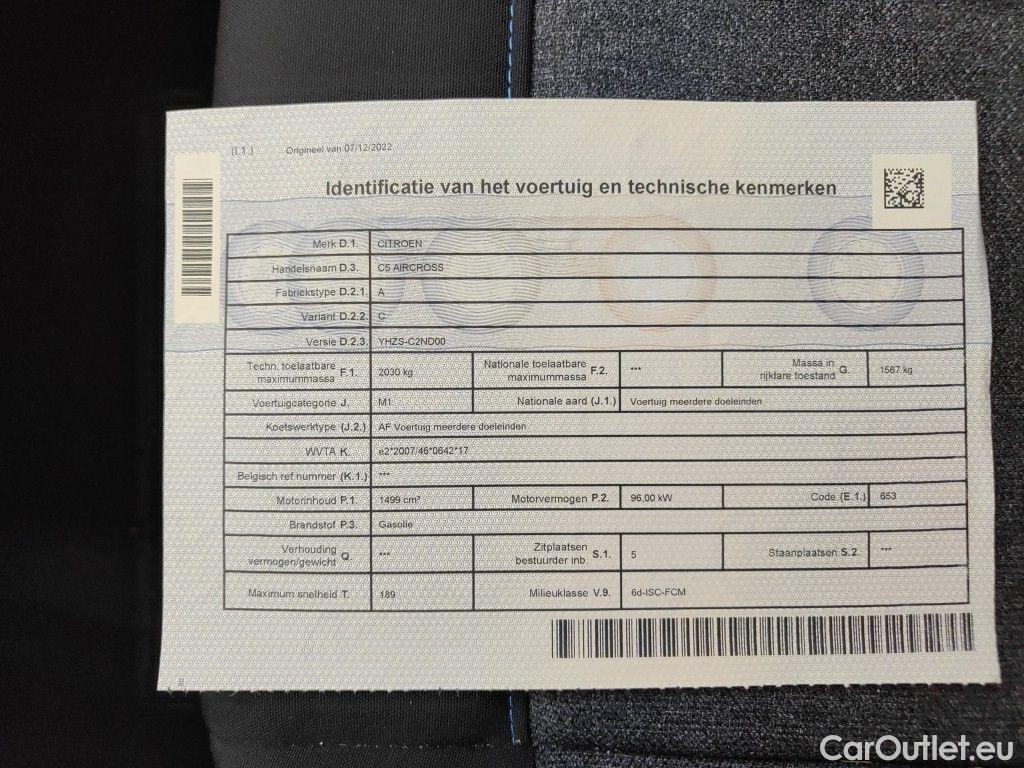 (I.1.) Origineel van 07/12/2022
Identificatie van het voertuig en technische kenmerken
Merk D.1. CITROEN
Handelsnaam D.3. C5 AIRCROSS
Fabriekstype D.2.1. A
Variant D.2.2. C
Versie D.2.3. YHZS-C2ND00
Techn. toelaatbare maximummassa F.1. 2030 kg Nationale toelaatbare maximummassa F.2. *** Massa in rijklare toestand G. 1567 kg
Voertuigcategorie J. M1 Nationale aard (J.1.) Voertuig meerdere doeleinden
Koetswerktype (J.2.) AF Voertuig meerdere doeleinden
WVTA K. e2*2007/46*0642*17
Belgisch ref nummer (K.1.) ***
Motorinhoud P.1. 1499 cm³ Motorvermogen P.2. 96,00 kW Code (E.1.) 653
Brandstof P.3. Gasolie
Verhouding vermogen/gewicht Q. *** Zitplaatsen bestuurder inb. S.1. 5 Staanplaatsen S.2. ***
Maximum snelheid T. 189 Milieuklasse V.9. 6d-ISC-FCM
CarOutlet.eu